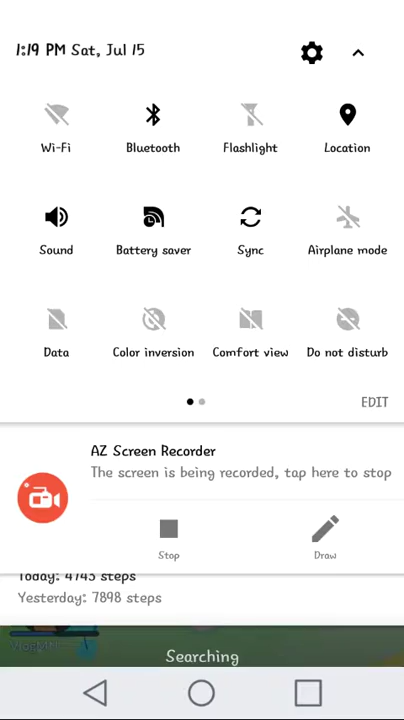 1:19 PM Sat, Jul 15
Wi-Fi Bluetooth Flashlight Location
Sound Battery saver Sync Airplane mode
Data Color inversion Comfort view Do not disturb
EDIT
AZ Screen Recorder
The screen is being recorded, tap here to stop
Stop Draw
Today: 4743 steps
Yesterday: 7898 steps
Searching